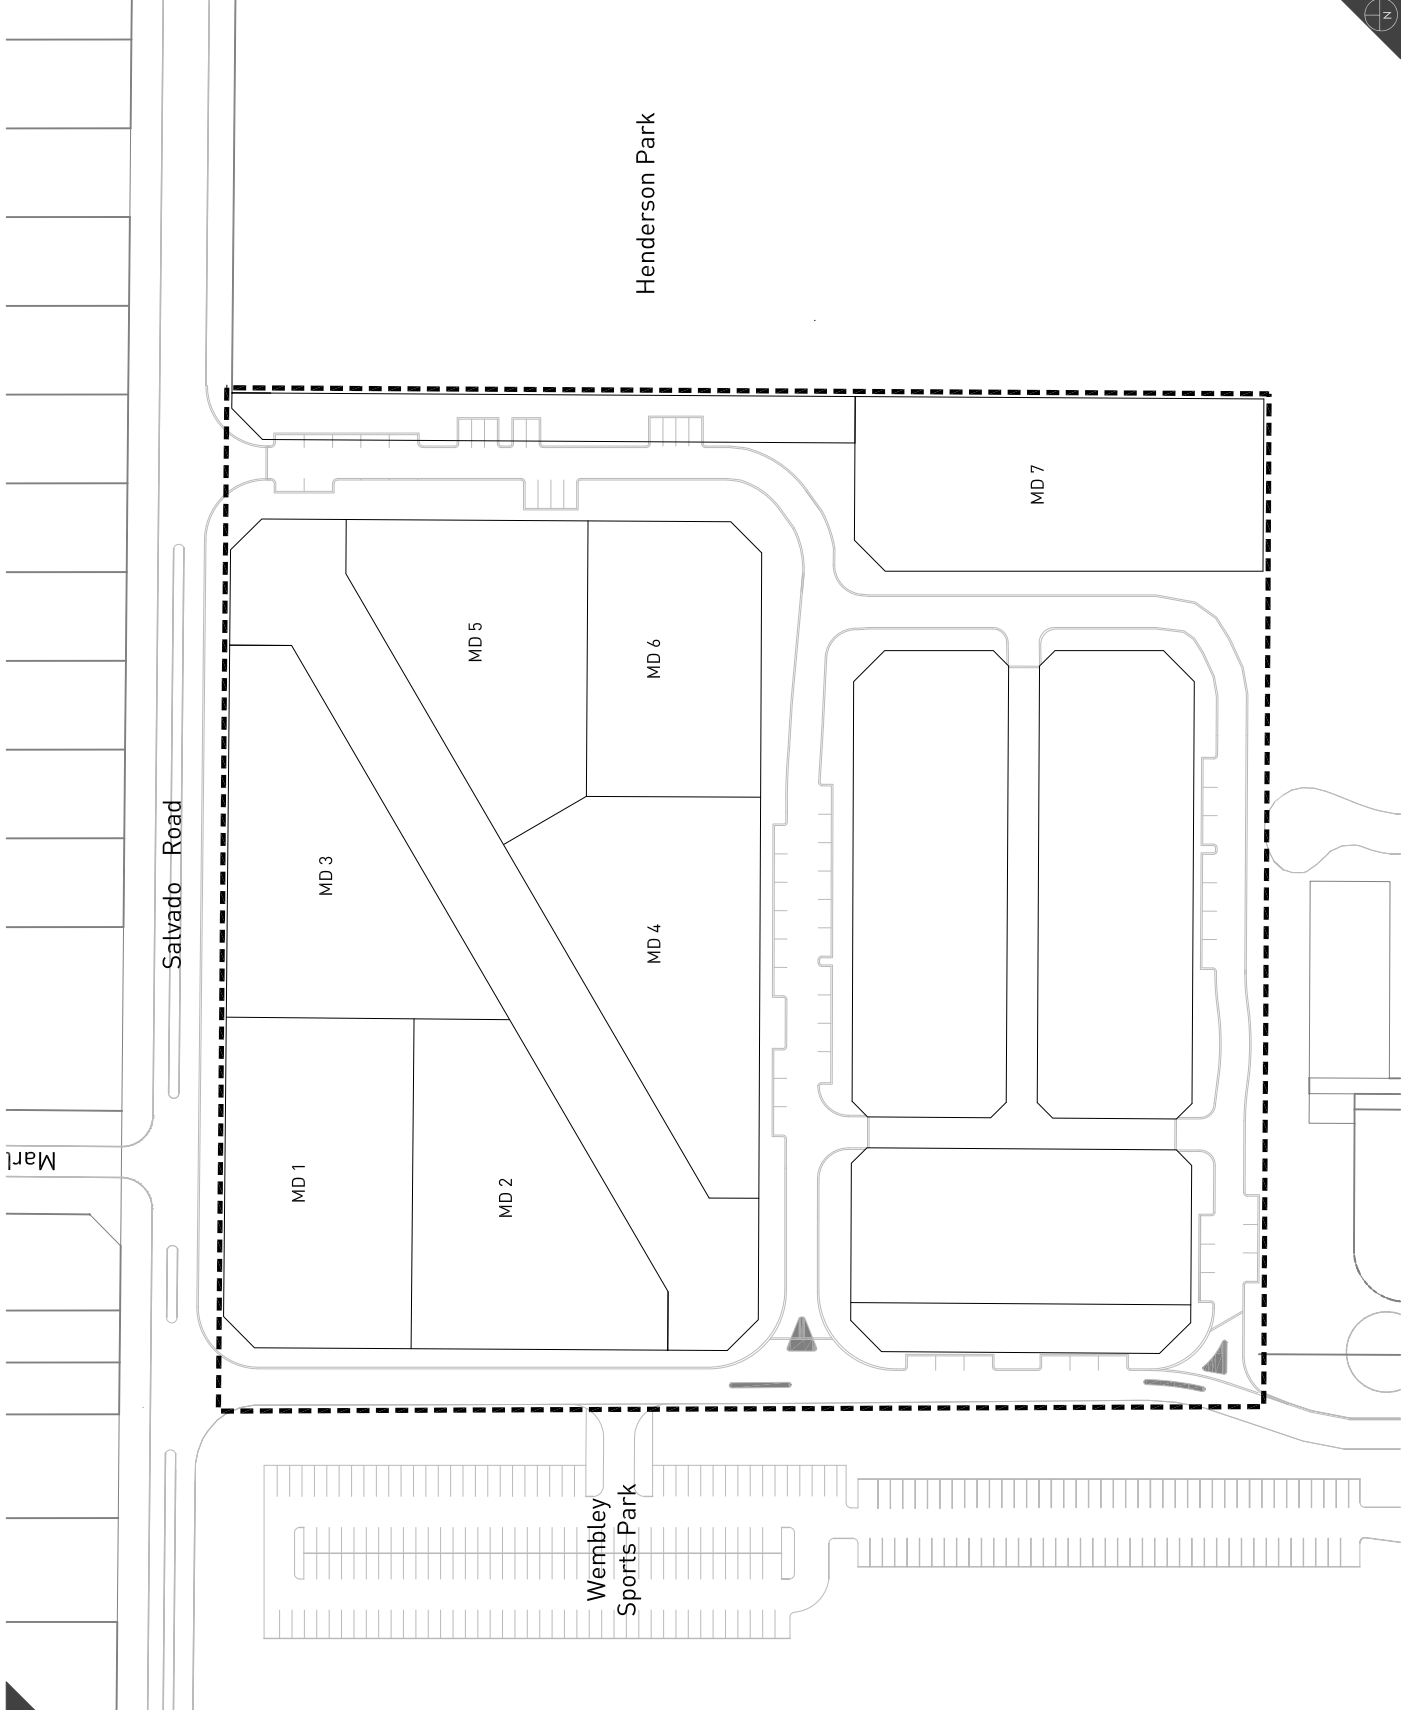 N
Henderson Park
MD 7
MD 5
MD 6
MD 3
Salvado Road
MD 4
MD 1
MD 2
Wembley
Sports Park